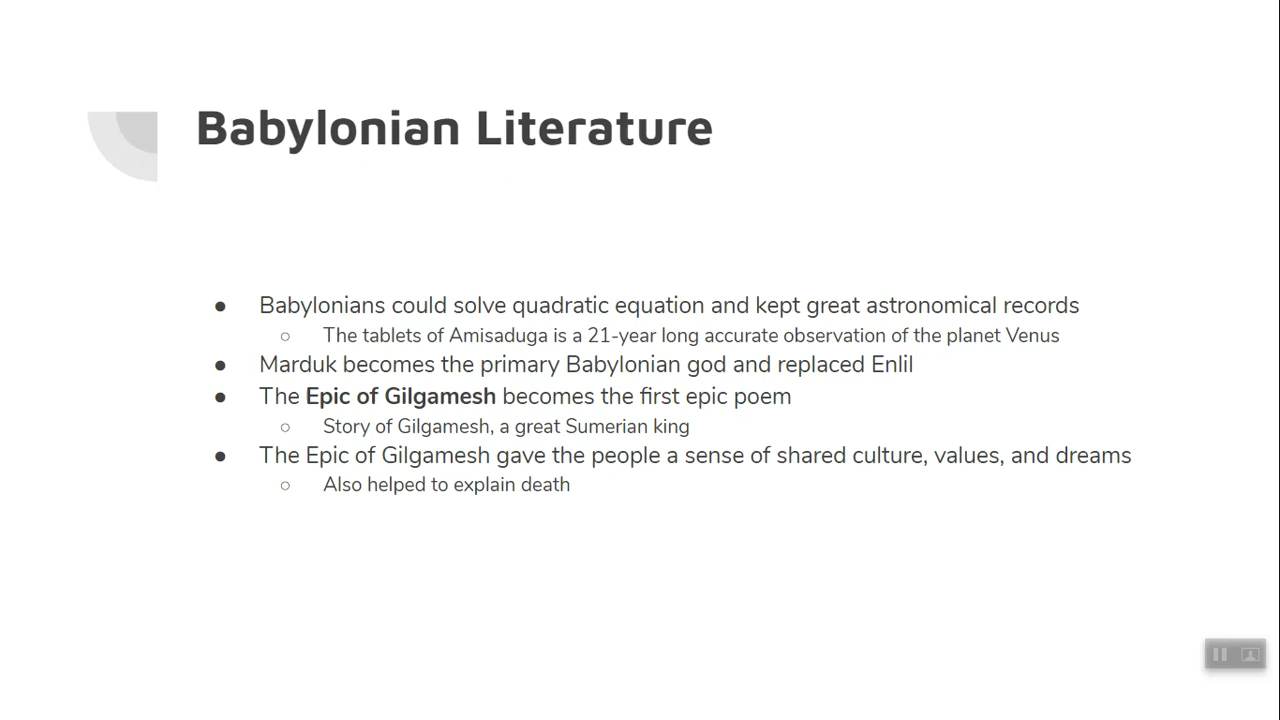 Babylonian Literature
● Babylonians could solve quadratic equation and kept great astronomical records
○ The tablets of Amisaduga is a 21-year long accurate observation of the planet Venus
● Marduk becomes the primary Babylonian god and replaced Enlil
● The Epic of Gilgamesh becomes the first epic poem
○ Story of Gilgamesh, a great Sumerian king
● The Epic of Gilgamesh gave the people a sense of shared culture, values, and dreams
○ Also helped to explain death